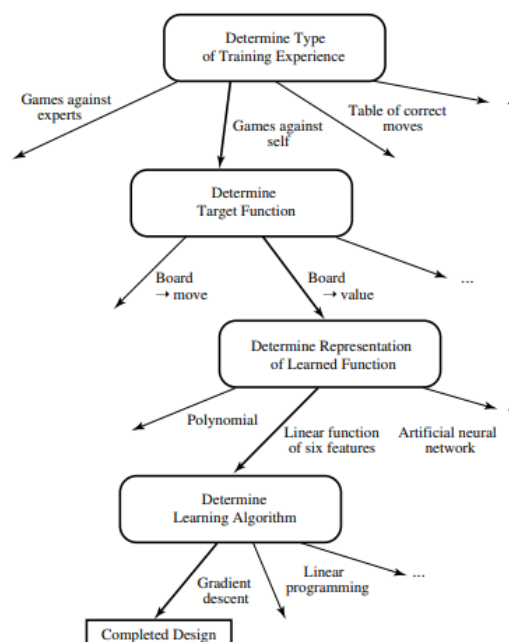 Determine Type
of Training Experience
Games against
experts
Games against
self
Table of correct
moves
Determine
Target Function
Board
→ move
Board
→ value
...
Determine Representation
of Learned Function
Polynomial
Linear function
of six features
Artificial neural
network
Determine
Learning Algorithm
Gradient
descent
Linear
programming
...
Completed Design